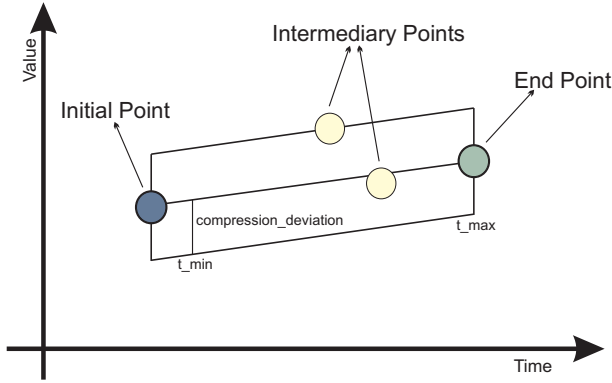 Value
Intermediary Points
End Point
Initial Point
compression_deviation
t_max
t_min
Time